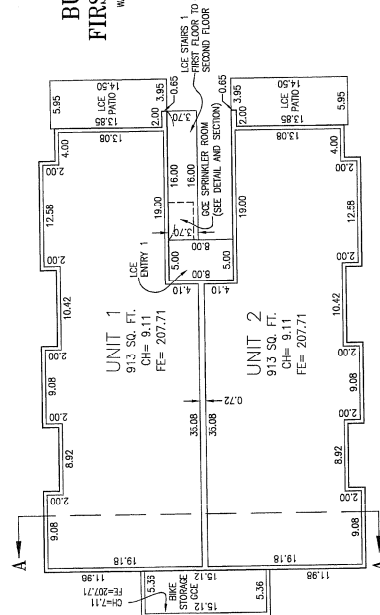 BU
FIRS
W
14.50
5.95
LCE
PATIO
13.85
3.95
2.00
0.65
13.08
4.00
2.00
12.58
2.00
10.42
2.00
9.08
2.00
8.92
2.00
9.08
A
LCE STAIRS 1
FIRST FLOOR TO
SECOND FLOOR
19.00
16.00
3.70
16.00
GCE SPRINKLER ROOM
(SEE DETAIL AND SECTION)
3.70
8.00
5.00
LCE
ENTRY 1
8.00
5.00
4.10
4.10
19.00
UNIT 1
913 SQ. FT.
CH= 9.11
FE= 207.71
35.08
0.72
35.08
UNIT 2
913 SQ. FT.
CH= 9.11
FE= 207.71
19.18
11.98
CH=7.11
FE=207.71
5.36
BIKE
STORAGE
GCE
15.12
15.12
5.36
19.18
11.98
14.50
5.95
LCE
PATIO
13.85
3.95
2.00
0.65
13.08
4.00
2.00
12.58
2.00
10.42
2.00
9.08
2.00
8.92
2.00
9.08
A